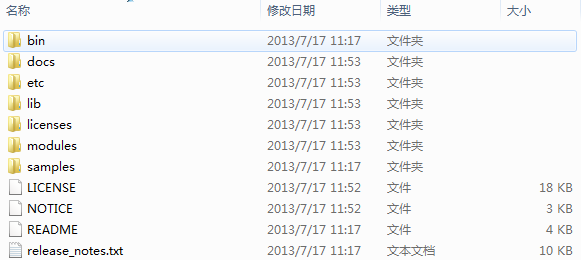 名称 修改日期 类型 大小
bin 2013/7/17 11:17 文件夹
docs 2013/7/17 11:53 文件夹
etc 2013/7/17 11:53 文件夹
lib 2013/7/17 11:53 文件夹
licenses 2013/7/17 11:53 文件夹
modules 2013/7/17 11:53 文件夹
samples 2013/7/17 11:17 文件夹
LICENSE 2013/7/17 11:52 文件 18 KB
NOTICE 2013/7/17 11:52 文件 3 KB
README 2013/7/17 11:17 文件 4 KB
release_notes.txt 2013/7/17 11:17 文本文档 10 KB